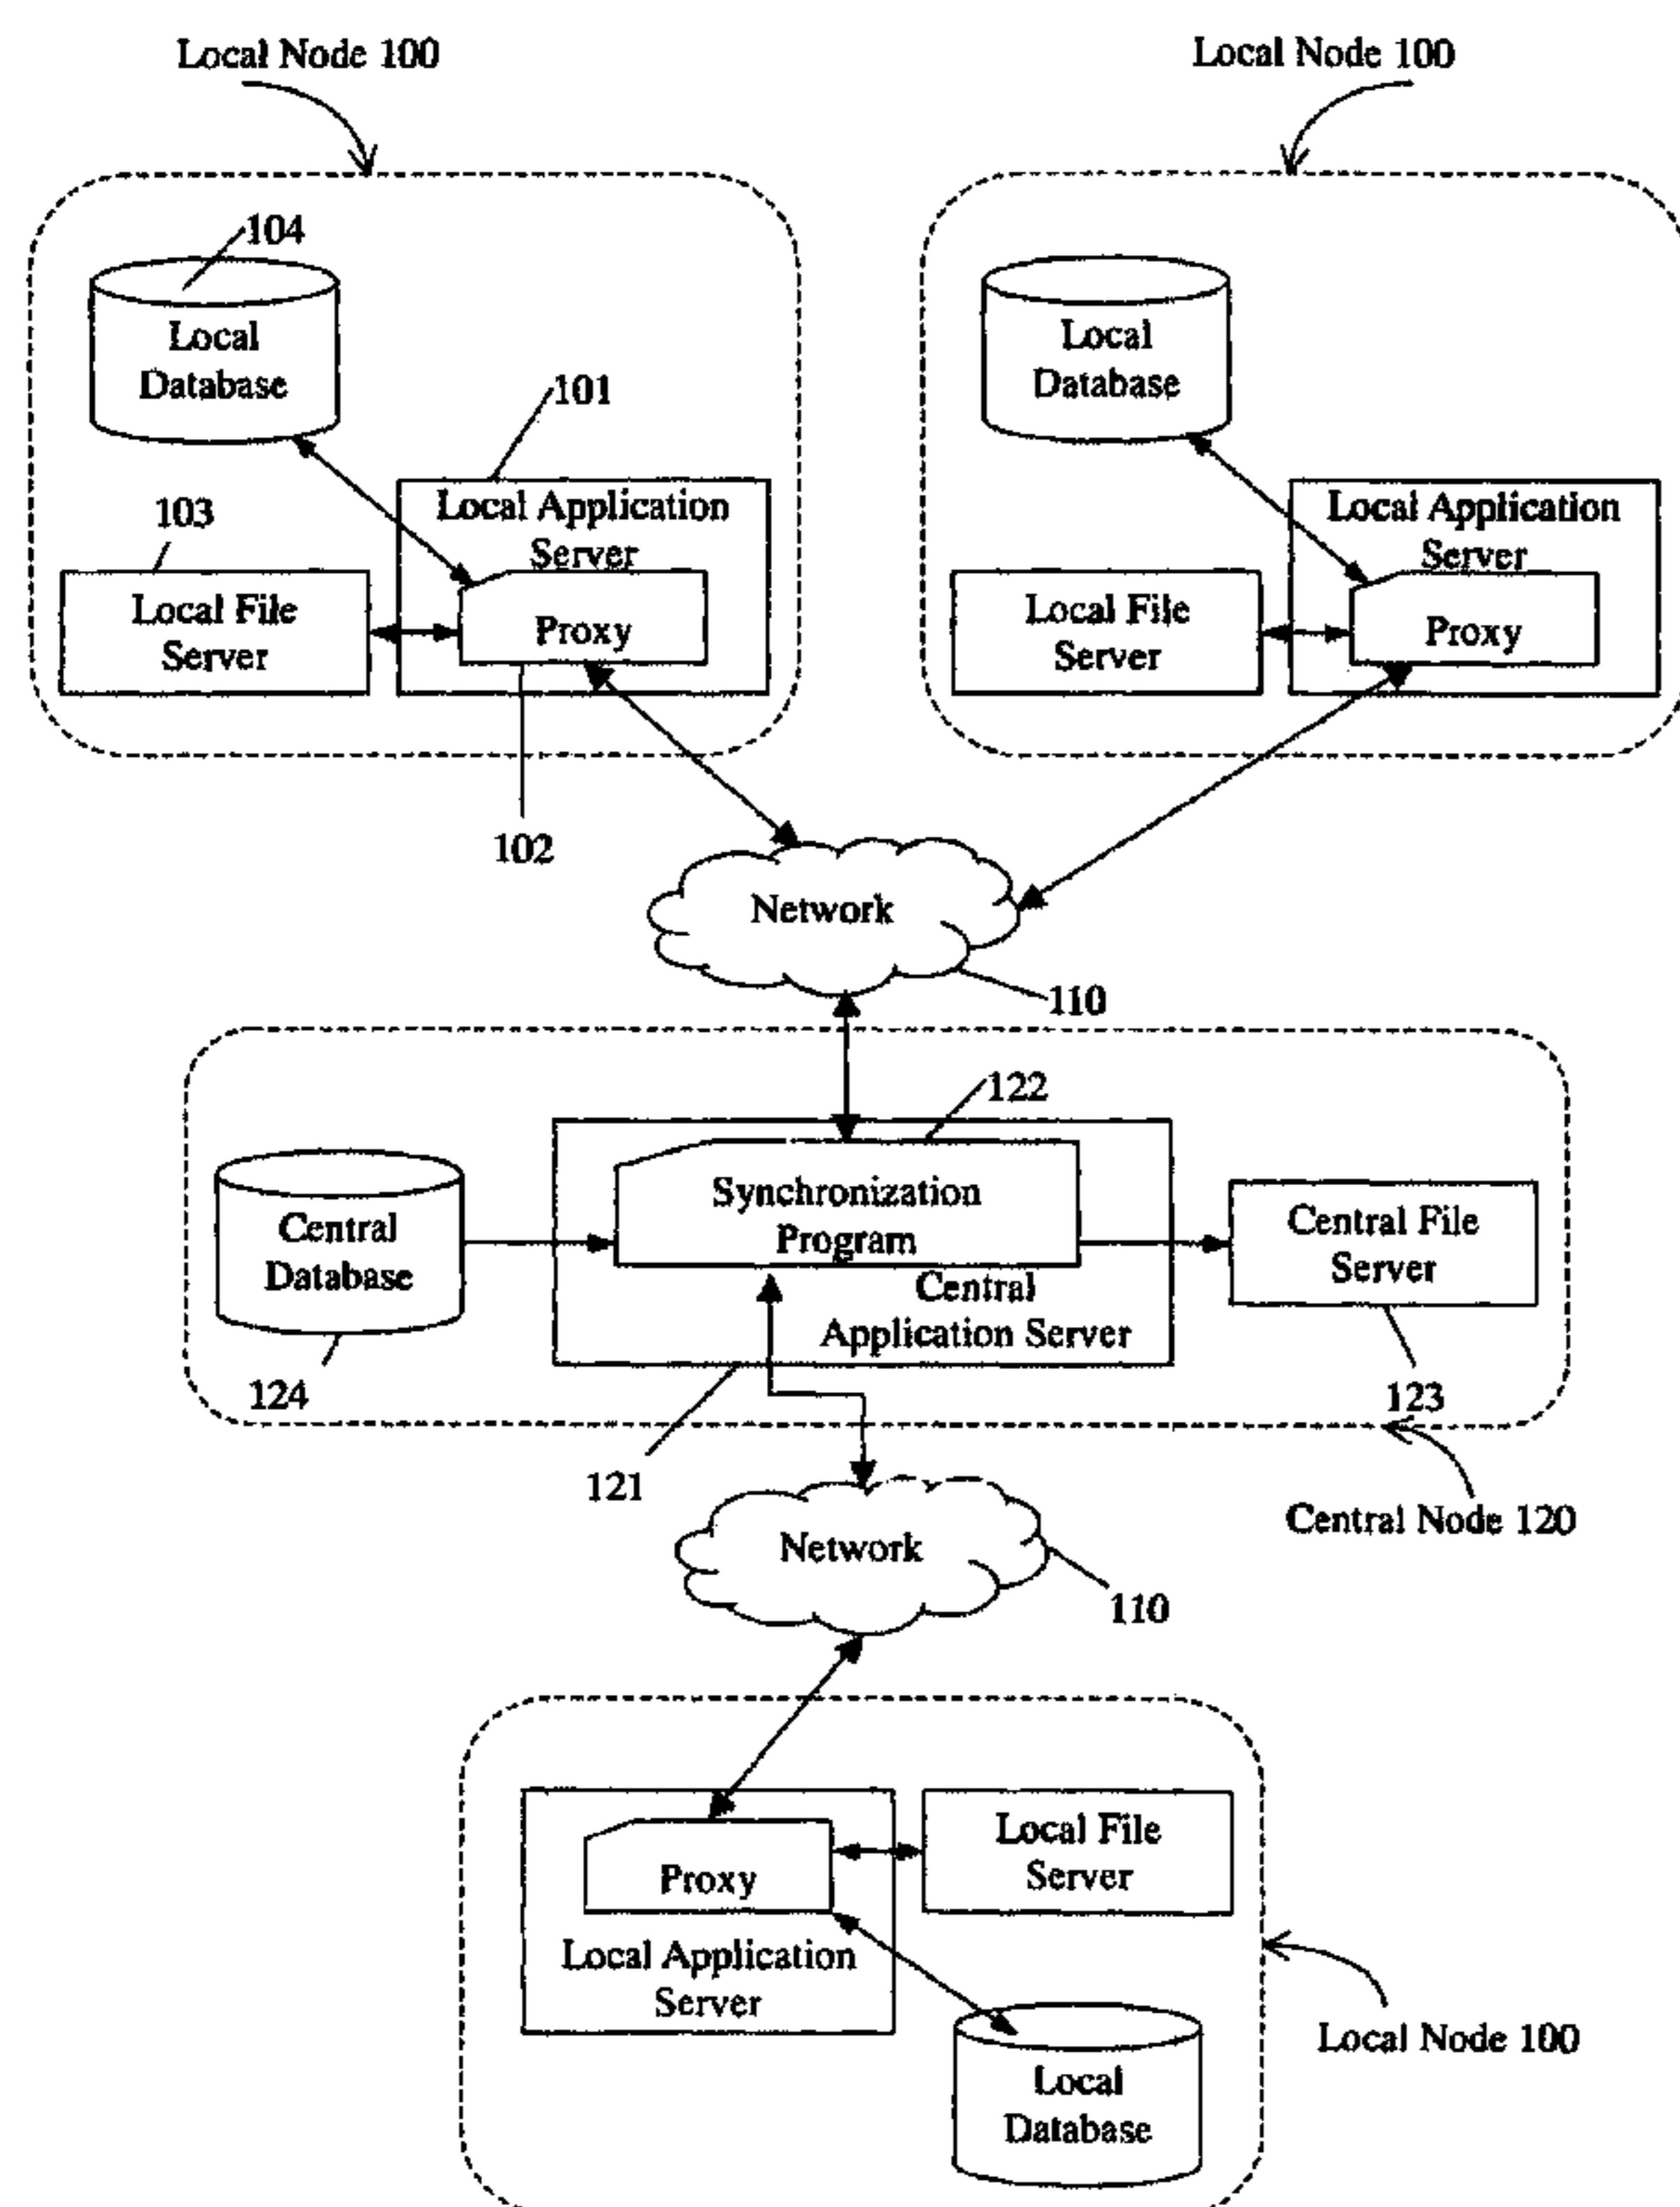 Local Node 100
Local Node 100
104
Local
Database
101
Local Application
Server
103
Local File
Server
Proxy
102
Local
Database
Local Application
Server
Local File
Server
Proxy
Network
110
122
Synchronization
Program
Central
Application Server
Central
Database
124
Central File
Server
123
121
Central Node 120
Network
110
Proxy
Local Application
Server
Local File
Server
Local
Database
Local Node 100